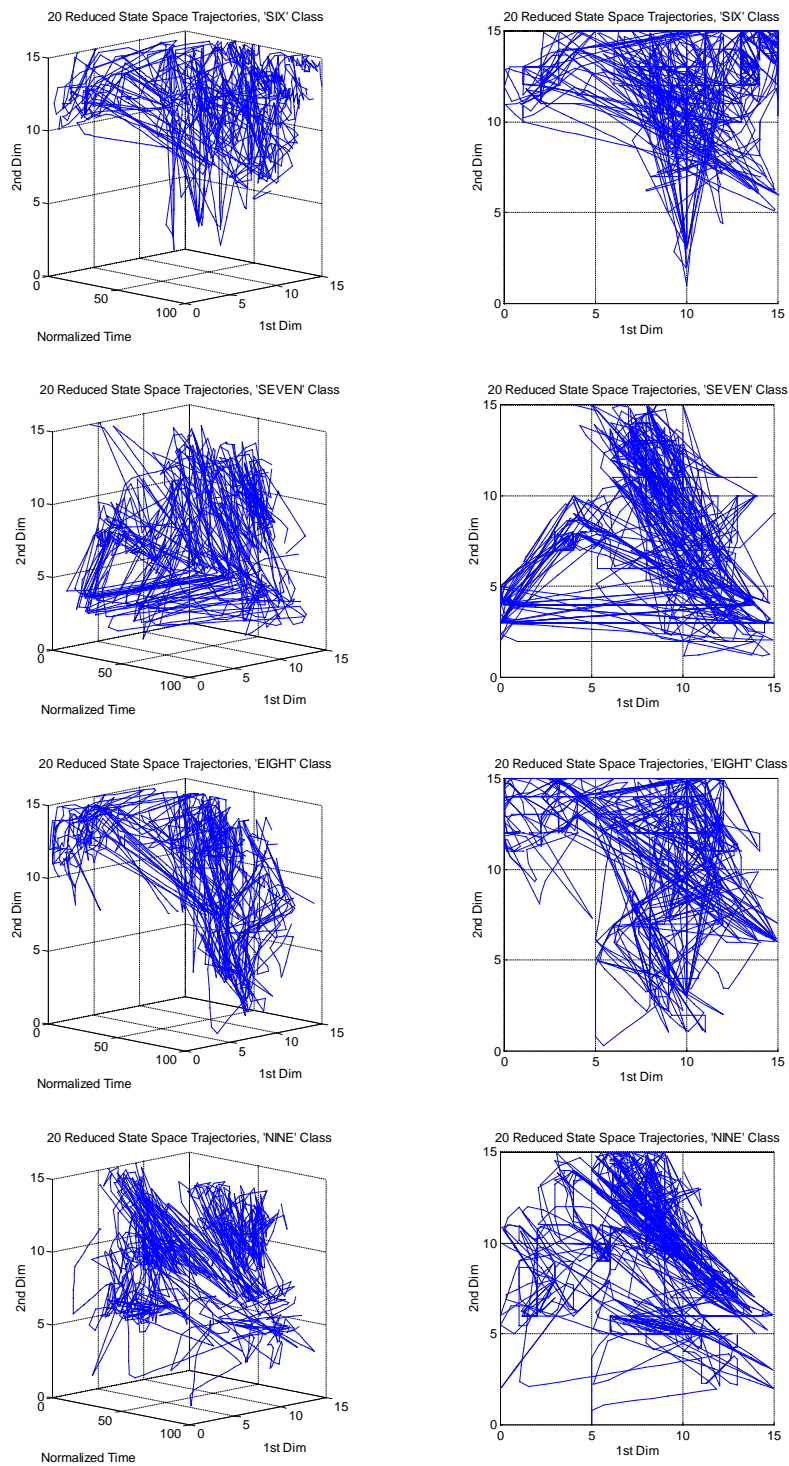 20 Reduced State Space Trajectories, 'SIX' Class
15
10
5
0
2nd Dim
0
50
100
Normalized Time
5
10
15
1st Dim
20 Reduced State Space Trajectories, 'SIX' Class
15
10
5
0
2nd Dim
0
5
10
15
1st Dim
20 Reduced State Space Trajectories, 'SEVEN' Class
15
10
5
0
2nd Dim
0
50
100
Normalized Time
0
5
10
15
1st Dim
20 Reduced State Space Trajectories, 'SEVEN' Class
15
10
5
0
2nd Dim
0
5
10
15
1st Dim
20 Reduced State Space Trajectories, 'EIGHT' Class
15
10
5
0
2nd Dim
0
50
100
Normalized Time
0
5
10
15
1st Dim
20 Reduced State Space Trajectories, 'EIGHT' Class
15
10
5
0
2nd Dim
0
5
10
15
1st Dim
20 Reduced State Space Trajectories, 'NINE' Class
15
10
5
0
2nd Dim
0
50
100
Normalized Time
0
5
10
15
1st Dim
20 Reduced State Space Trajectories, 'NINE' Class
15
10
5
0
2nd Dim
0
5
10
15
1st Dim